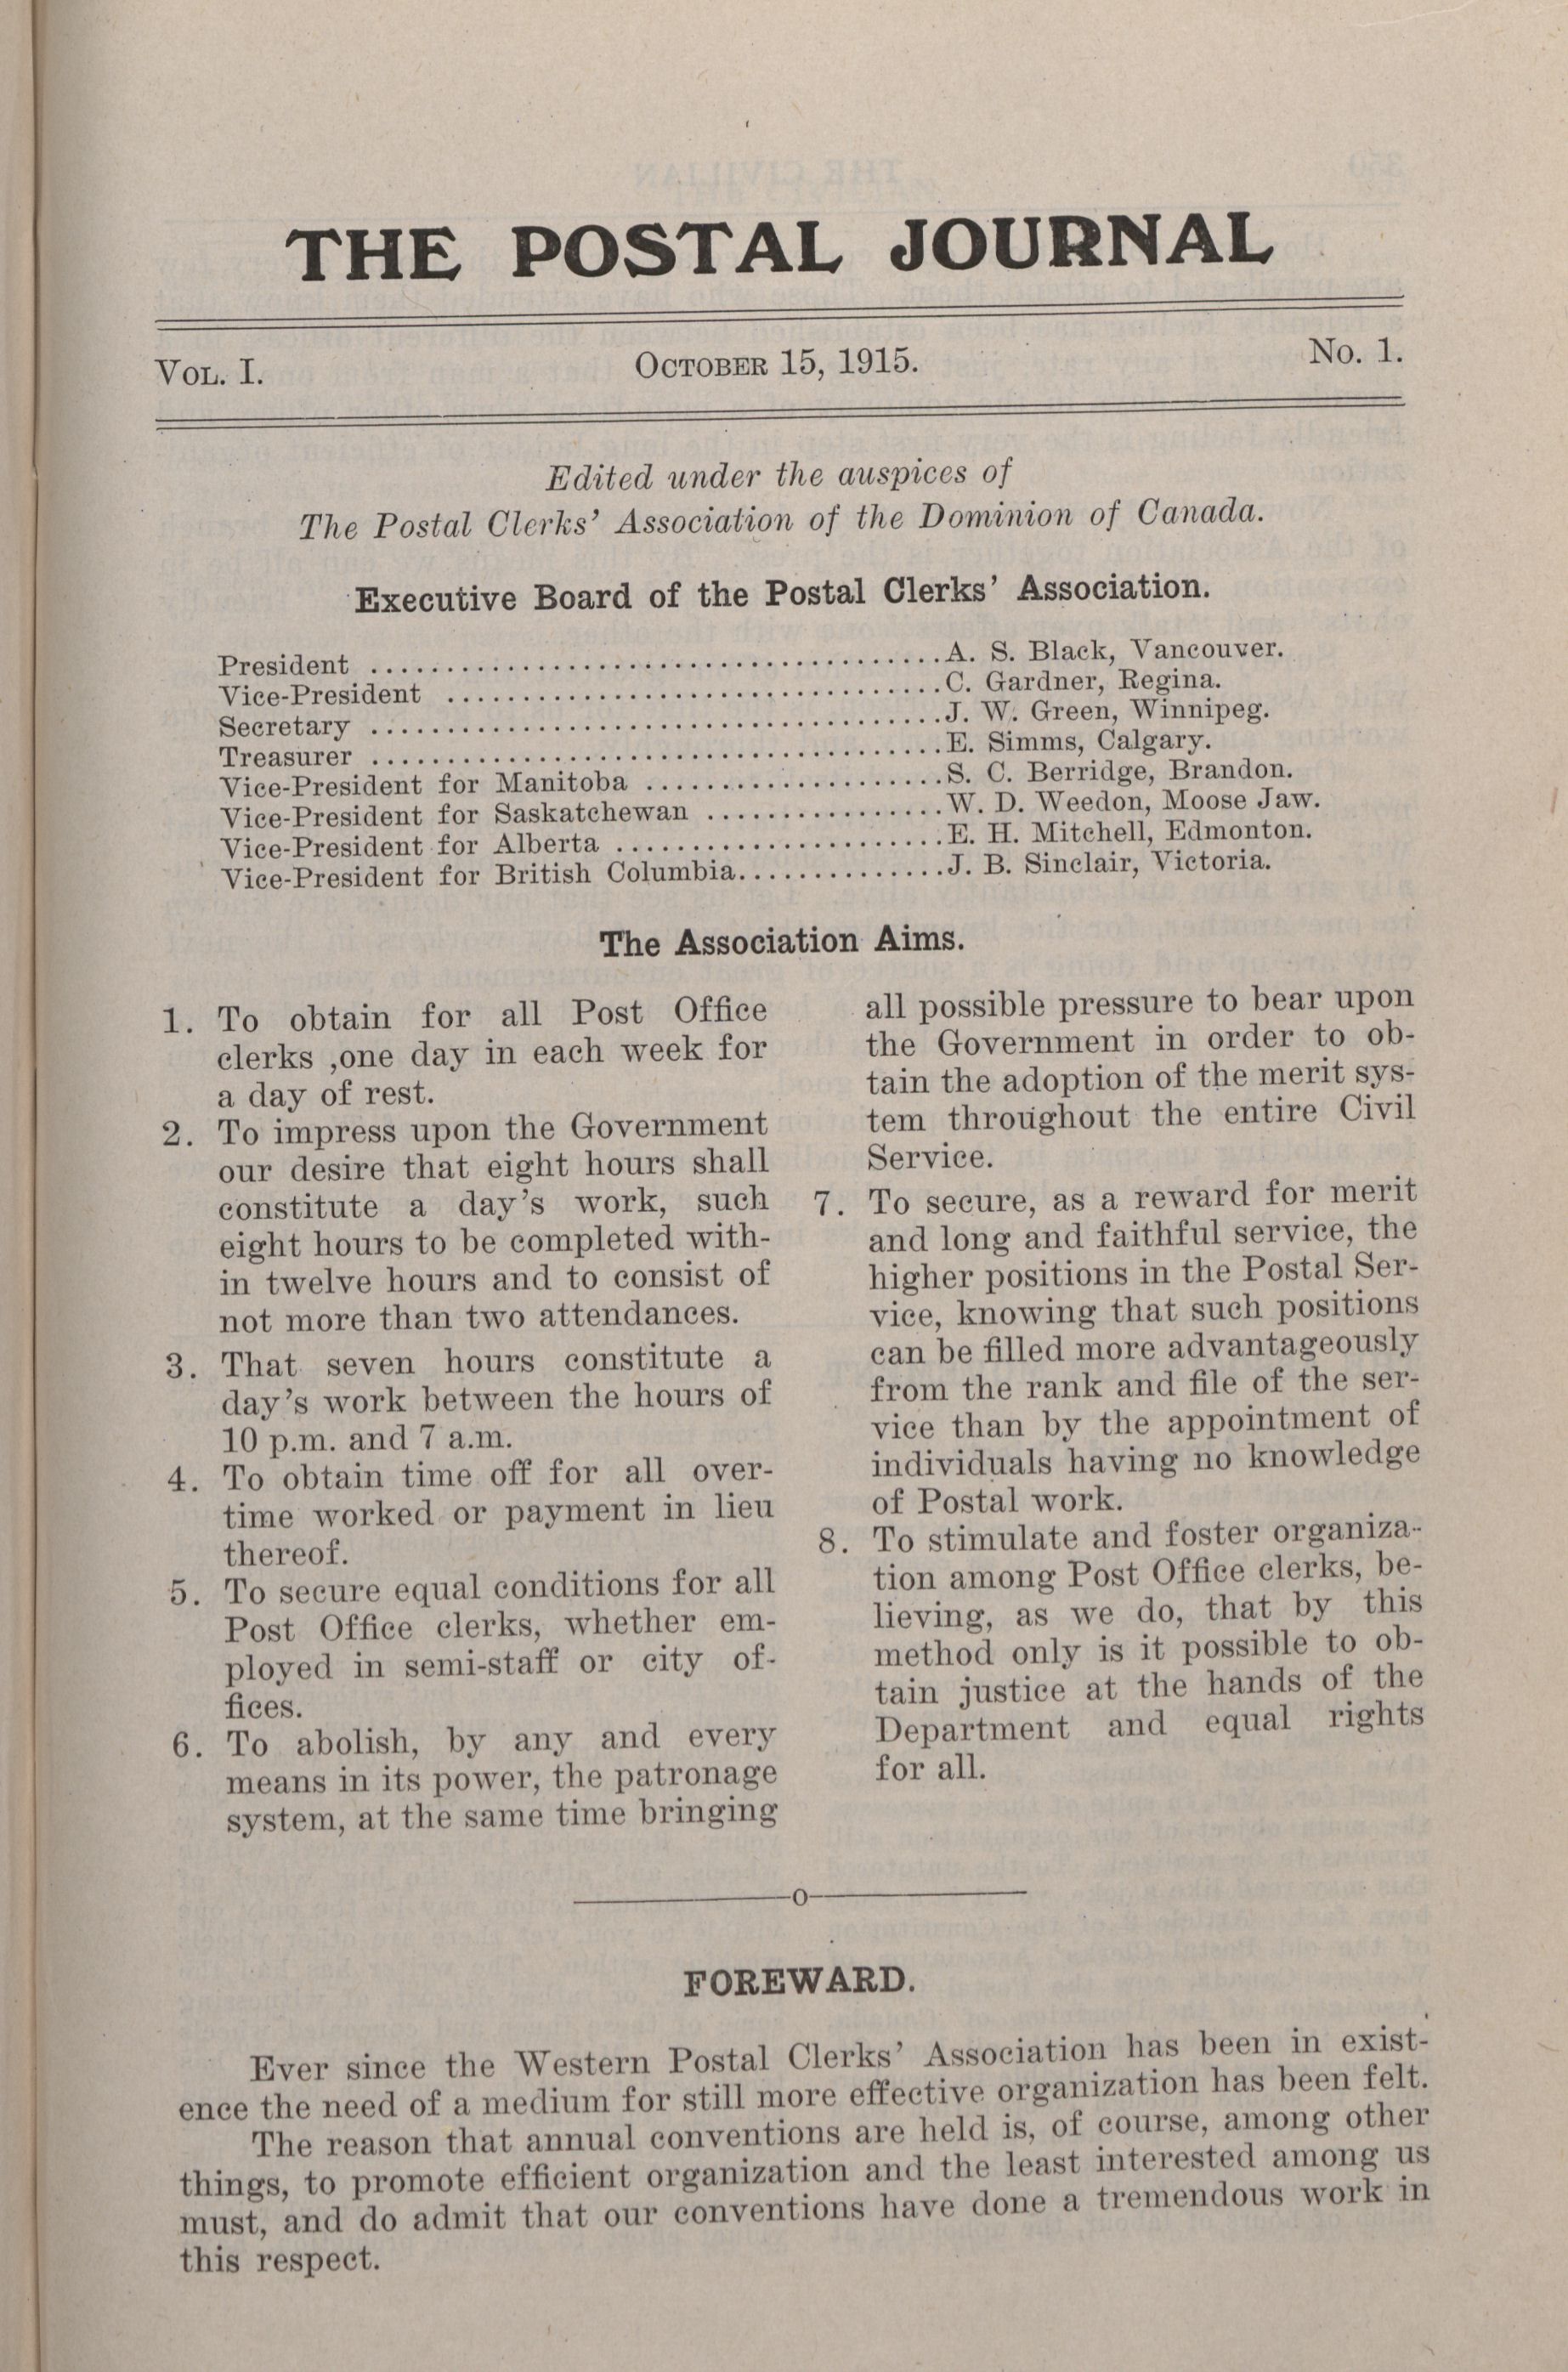 THE POSTAL JOURNAL
VOL. I.
OCTOBER 15, 1915.
No. 1.
Edited under the auspices of
The Postal Clerks' Association of the Dominion of Canada.
Executive Board of the Postal Clerks' Association.
President .......................................A. S. Black, Vancouver.
Vice-President ..................................C. Gardner, Regina.
Secretary .......................................J. W. Green, Winnipeg.
Treasurer .......................................E. Simms, Calgary.
Vice-President for Manitoba .....................S. C. Berridge, Brandon.
Vice-President for Saskatchewan .................W. D. Weedon, Moose Jaw.
Vice-President for Alberta .......................E. H. Mitchell, Edmonton.
Vice-President for British Columbia...............J. B. Sinclair, Victoria.
The Association Aims.
1. To obtain for all Post Office
clerks ,one day in each week for
a day of rest.
2. To impress upon the Government
our desire that eight hours shall
constitute a day's work, such
eight hours to be completed with-
in twelve hours and to consist of
not more than two attendances.
3. That seven hours constitute a
day's work between the hours of
10 p.m. and 7 a.m.
4. To obtain time off for all over-
time worked or payment in lieu
thereof.
5. To secure equal conditions for all
Post Office clerks, whether em-
ployed in semi-staff or city of-
fices.
6. To abolish, by any and every
means in its power, the patronage
system, at the same time bringing
all possible pressure to bear upon
the Government in order to ob-
tain the adoption of the merit sys-
tem throughout the entire Civil
Service.
7. To secure, as a reward for merit
and long and faithful service, the
higher positions in the Postal Ser-
vice, knowing that such positions
can be filled more advantageously
from the rank and file of the ser-
vice than by the appointment of
individuals having no knowledge
of Postal work.
8. To stimulate and foster organiza-
tion among Post Office clerks, be-
lieving, as we do, that by this
method only is it possible to ob-
tain justice at the hands of the
Department and equal rights
for all.
o
FOREWARD.
Ever since the Western Postal Clerks' Association has been in exist-
ence the need of a medium for still more effective organization has been felt.
The reason that annual conventions are held is, of course, among other
things, to promote efficient organization and the least interested among us
must, and do admit that our conventions have done a tremendous work in
this respect.